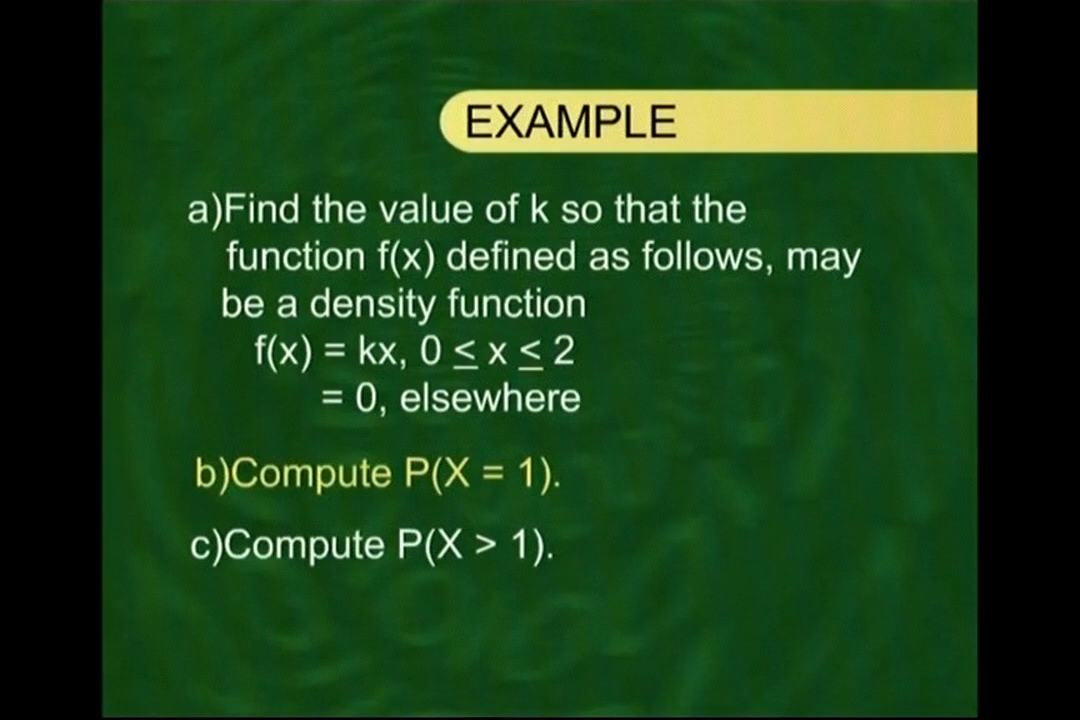 EXAMPLE
a)Find the value of k so that the
function f(x) defined as follows, may
be a density function
f(x) = kx, 0 ≤ x ≤ 2
= 0, elsewhere
b)Compute P(X = 1).
c)Compute P(X > 1).